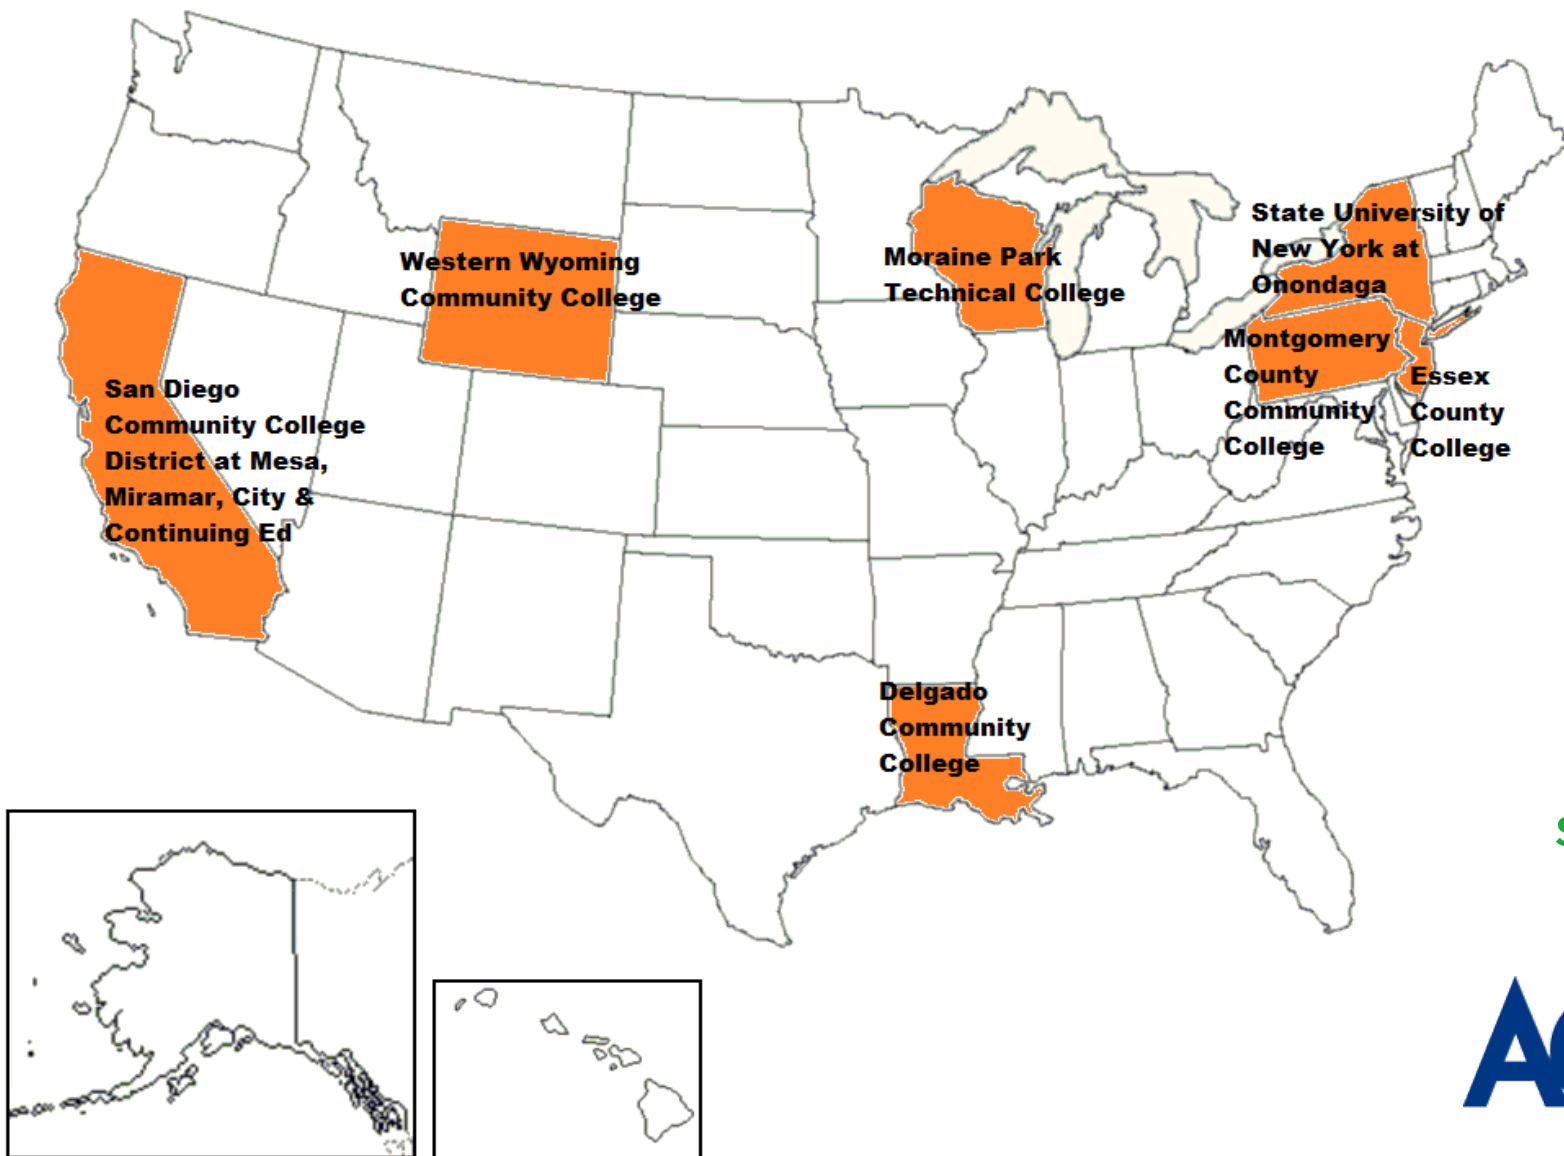 State University of
New York at
Onondaga
Western Wyoming
Community College
Moraine Park
Technical College
Montgomery
County
Community
College
Essex
County
College
San Diego
Community College
District at Mesa,
Miramar, City &
Continuing Ed
Delgado
Community
College